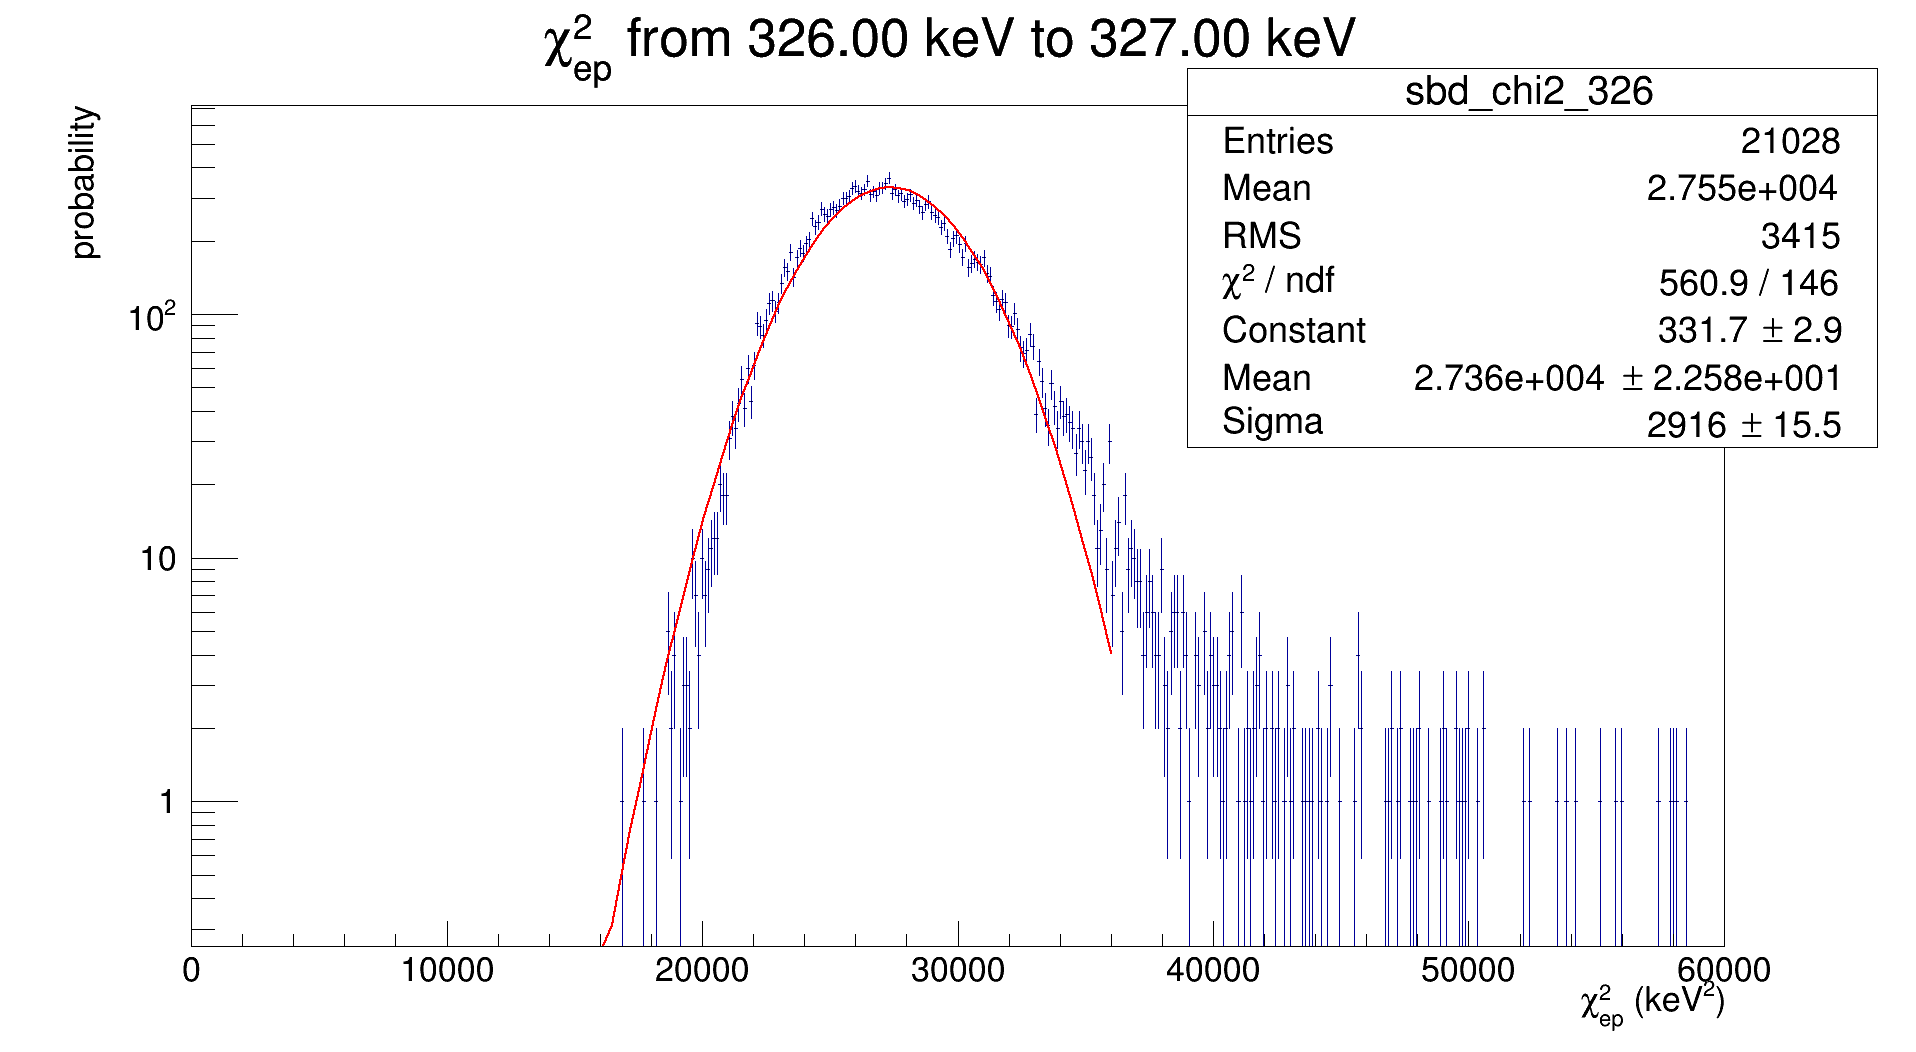 χ²ep from 326.00 keV to 327.00 keV
probability
sbd_chi2_326
Entries 21028
Mean 2.755e+004
RMS 3415
χ² / ndf 560.9 / 146
Constant 331.7 ± 2.9
Mean 2.736e+004 ± 2.258e+001
Sigma 2916 ± 15.5
10²
10
1
0 10000 20000 30000 40000 50000 60000
χ²ep (keV²)